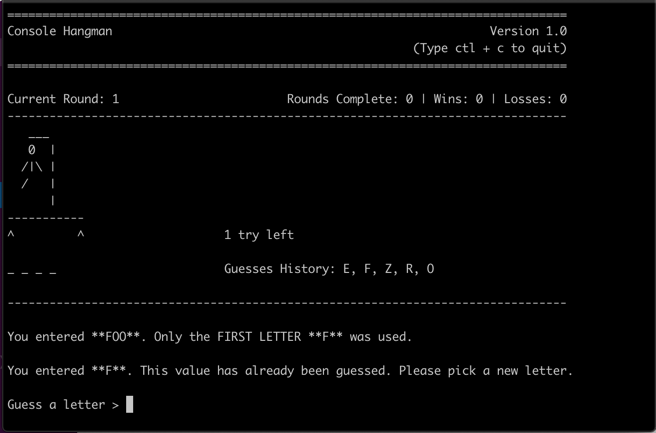 Console Hangman Version 1.0
(Type ctl + c to quit)
Current Round: 1 Rounds Complete: 0 | Wins: 0 | Losses: 0
___
0 |
/|\ |
/ |
|
-----------
^ ^ 1 try left
_ _ _ _ Guesses History: E, F, Z, R, O
You entered **FOO**. Only the FIRST LETTER **F** was used.
You entered **F**. This value has already been guessed. Please pick a new letter.
Guess a letter >